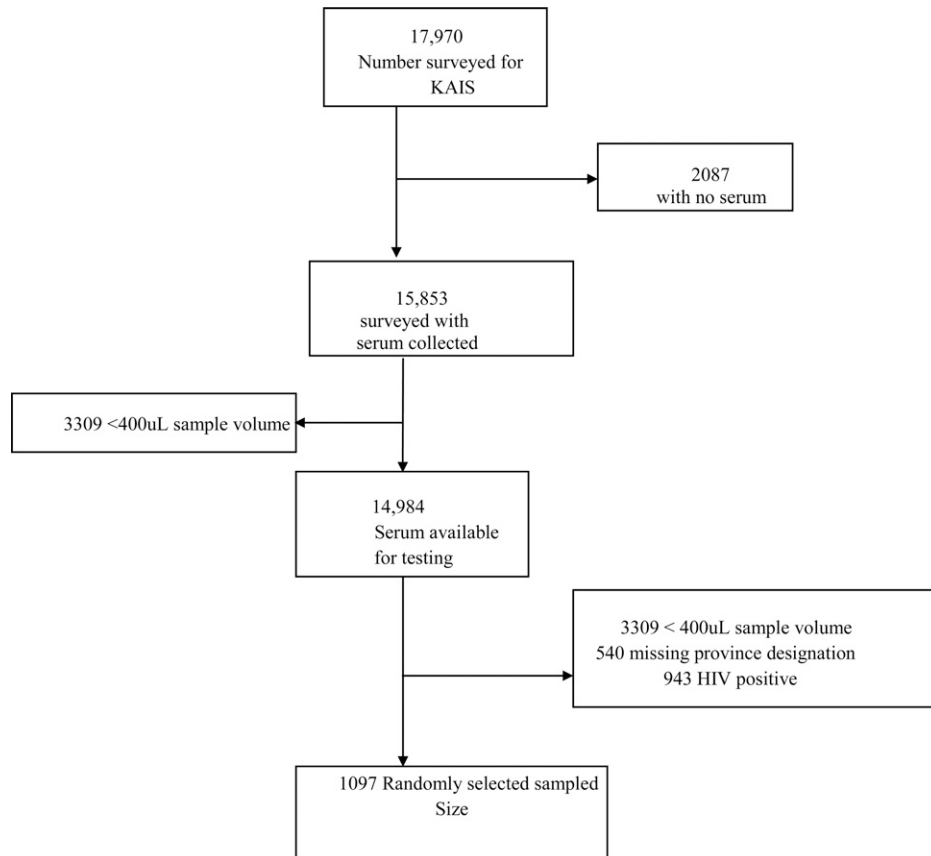 17,970
Number surveyed for
KAIS
2087
with no serum
15,853
surveyed with
serum collected
3309 <400uL sample volume
14,984
Serum available
for testing
3309 < 400uL sample volume
540 missing province designation
943 HIV positive
1097 Randomly selected sampled
Size